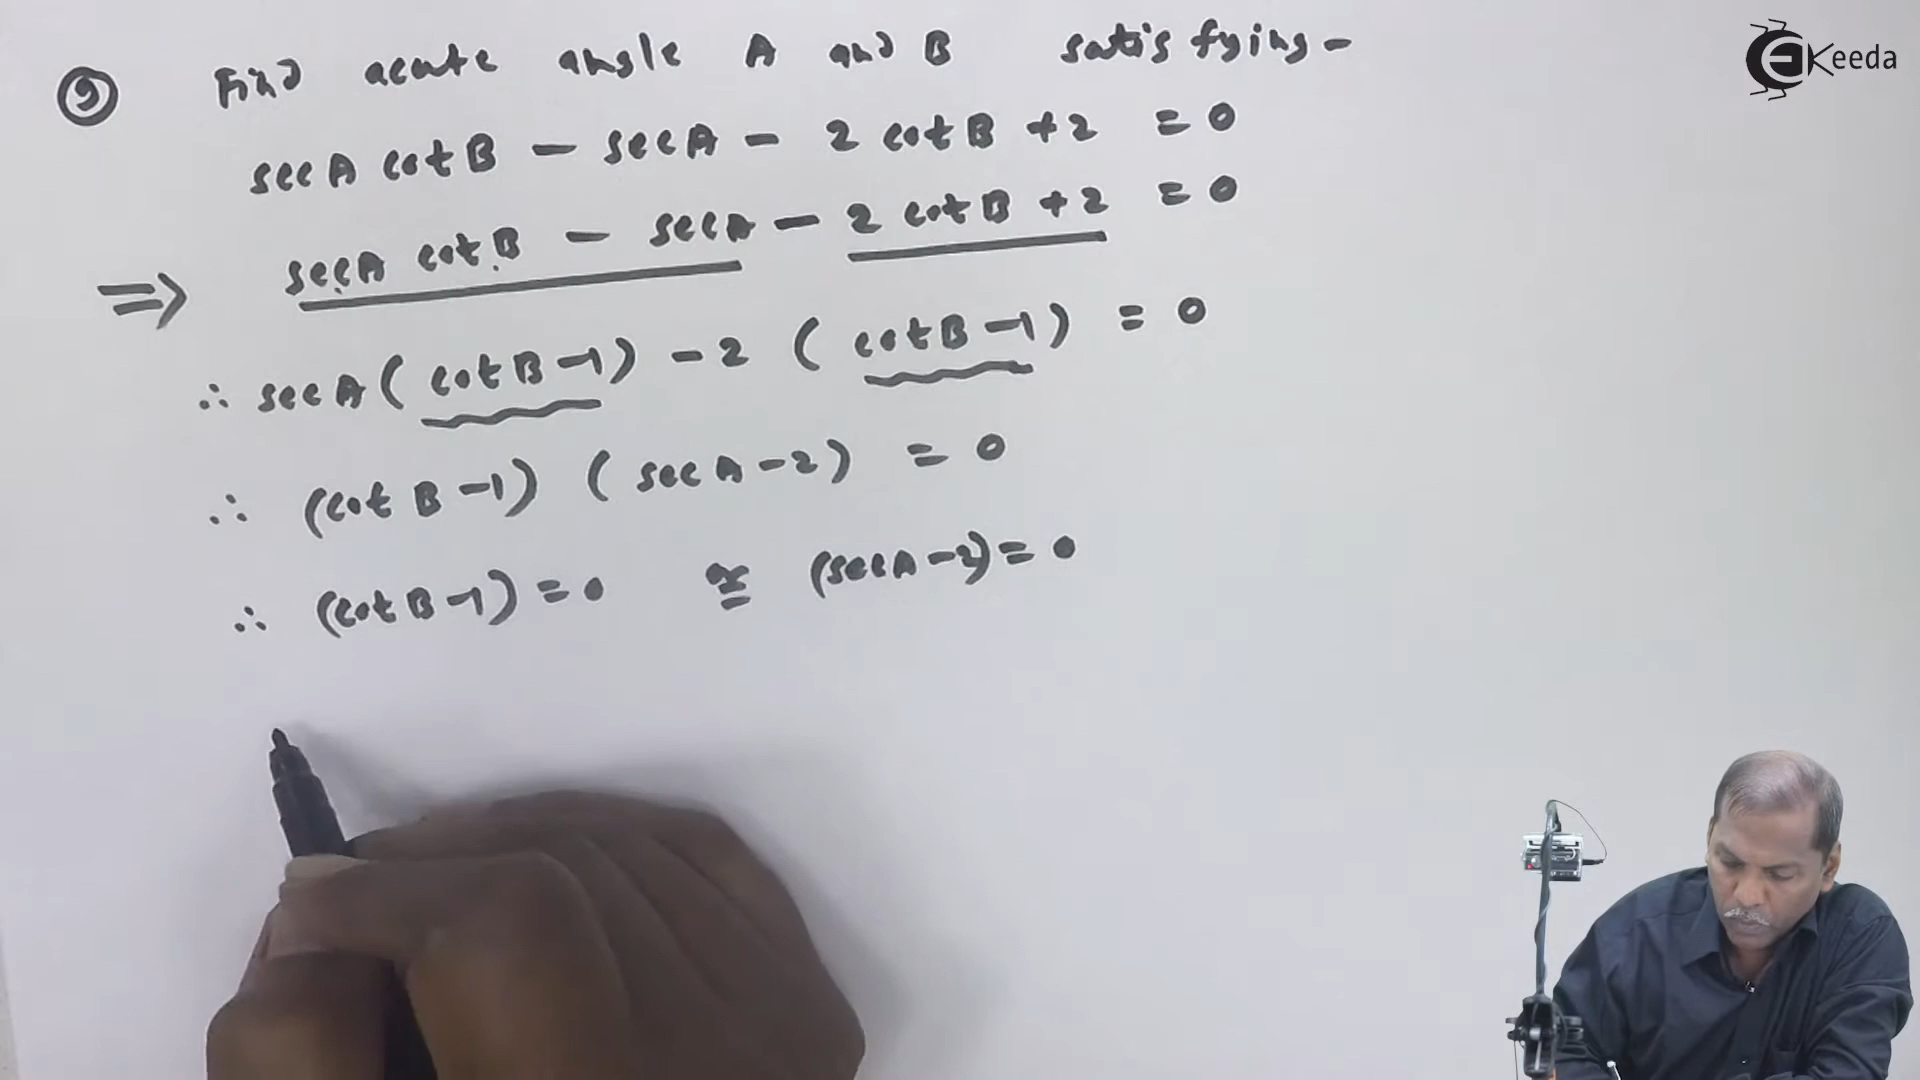 9 Find acute angle A and B satisfying -
sec A cot B - sec A - 2 cot B + 2 = 0
⇒ sec A cot B - sec A - 2 cot B + 2 = 0
∴ sec A ( cot B - 1 ) - 2 ( cot B - 1 ) = 0
∴ (cot B - 1) ( sec A - 2 ) = 0
∴ (cot B - 1) = 0 or (sec A - 2) = 0
Keeda